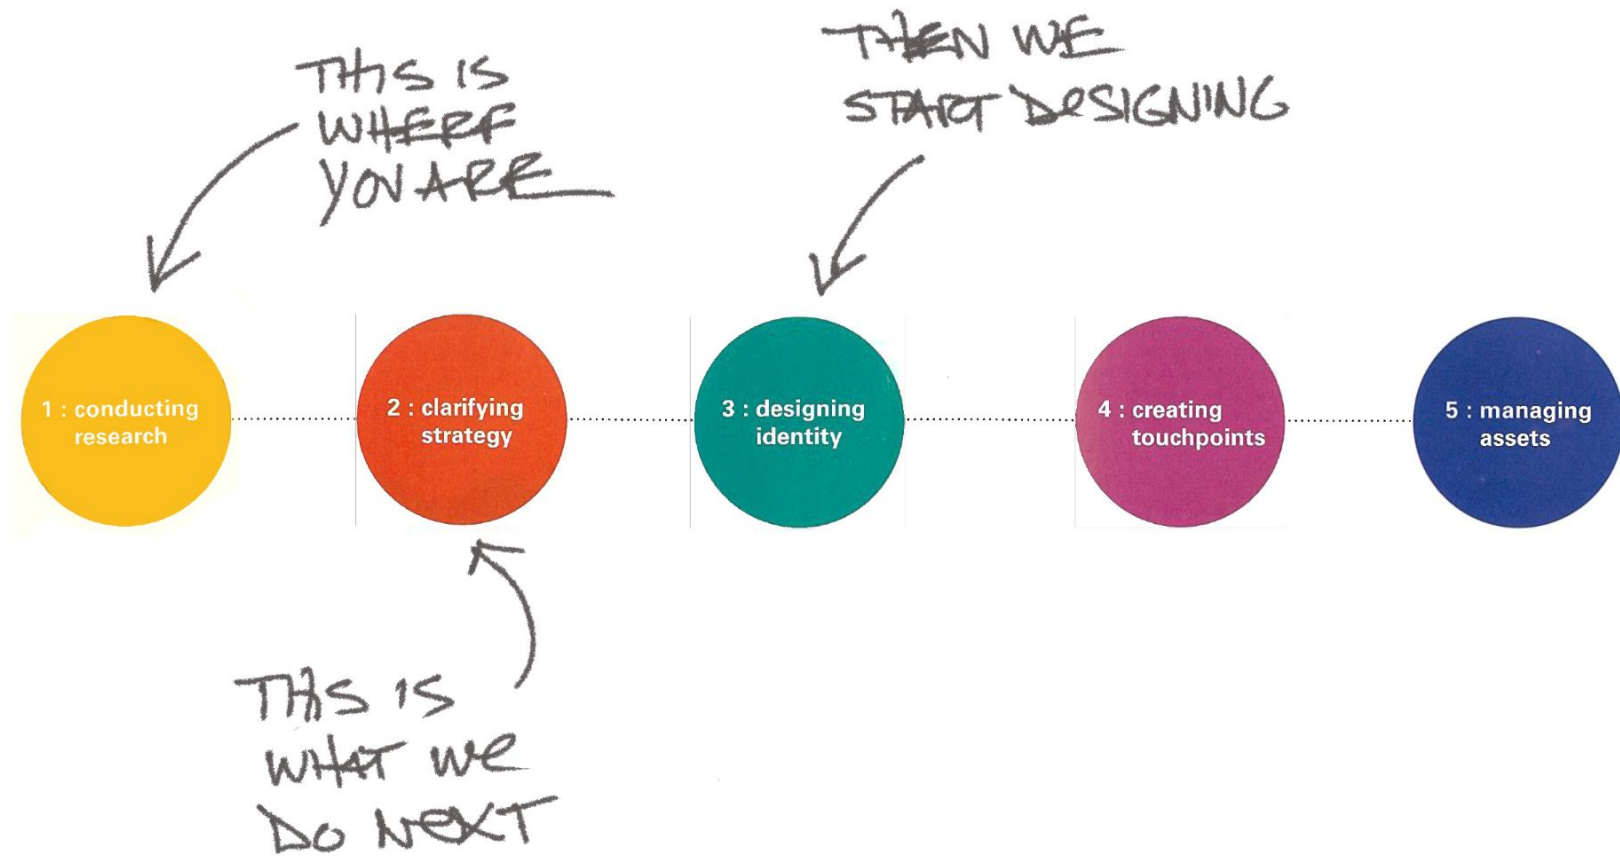 THIS IS
WHERE
YOU ARE
THEN WE
START DESIGNING
1 : conducting
research
2 : clarifying
strategy
3 : designing
identity
4 : creating
touchpoints
5 : managing
assets
THIS IS
WHAT WE
DO NEXT